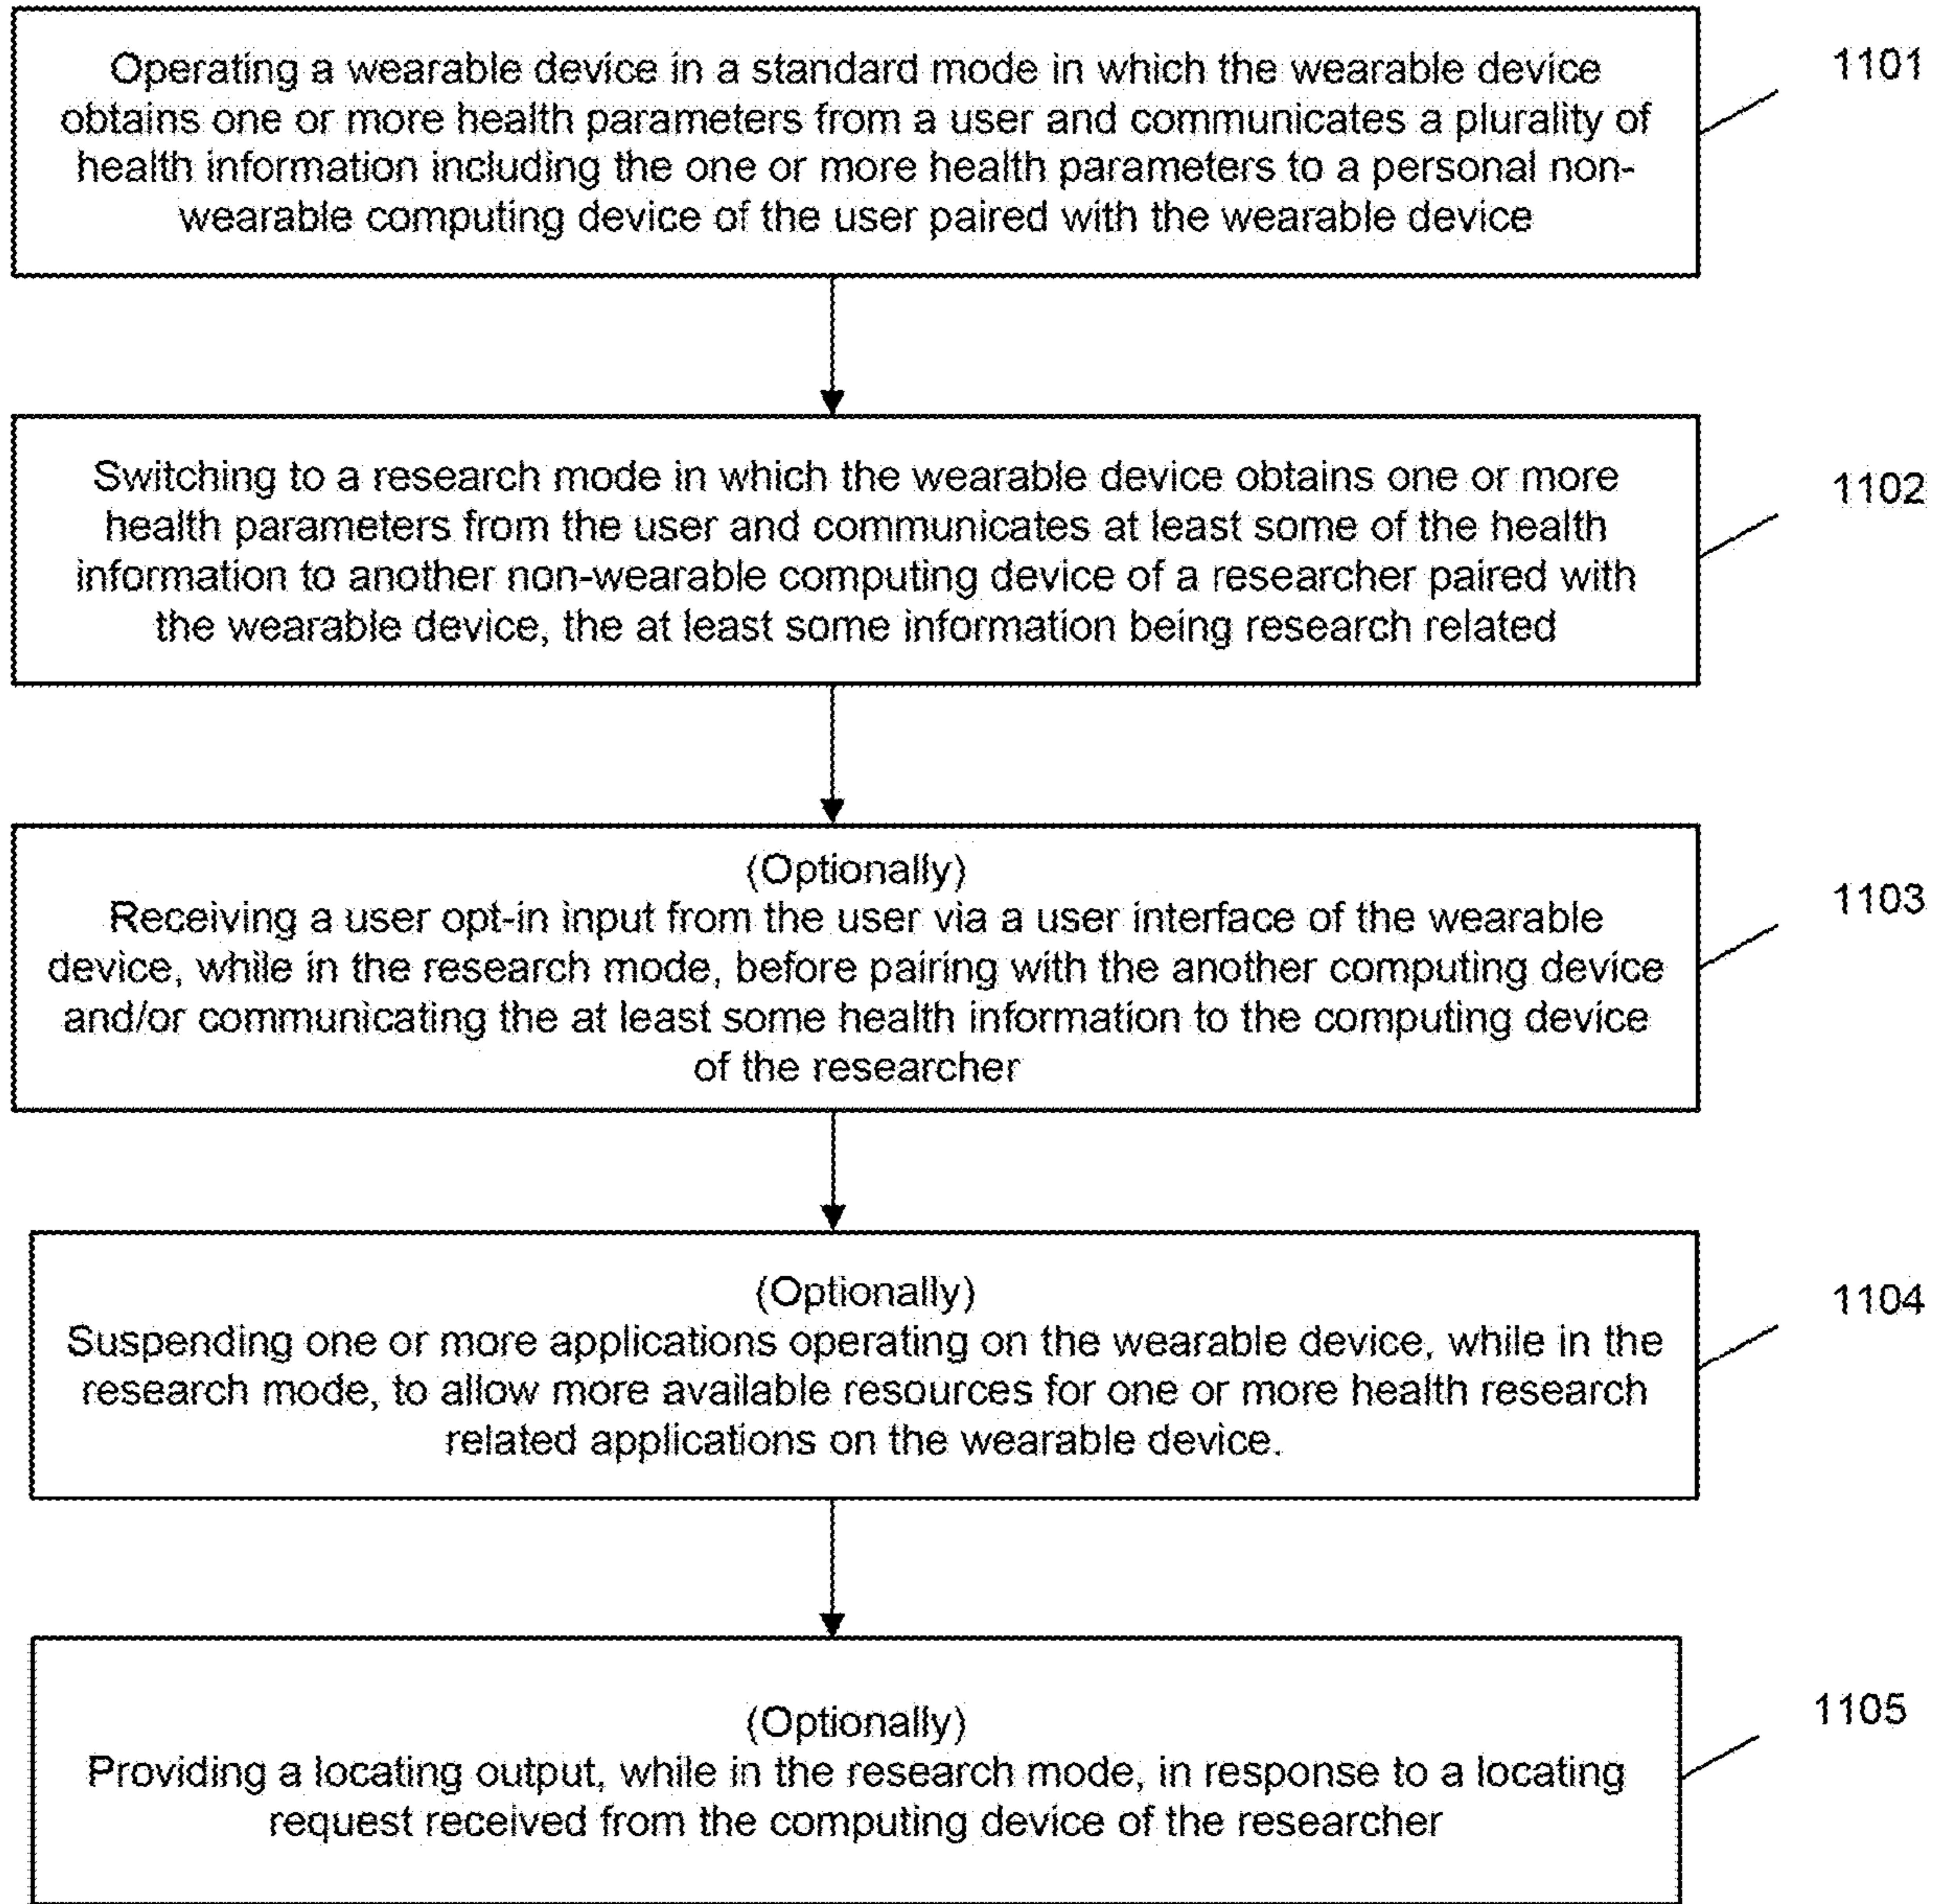 Operating a wearable device in a standard mode in which the wearable device
obtains one or more health parameters from a user and communicates a plurality of
health information including the one or more health parameters to a personal non-
wearable computing device of the user paired with the wearable device
1101
Switching to a research mode in which the wearable device obtains one or more
health parameters from the user and communicates at least some of the health
information to another non-wearable computing device of a researcher paired with
the wearable device, the at least some information being research related
1102
(Optionally)
Receiving a user opt-in input from the user via a user interface of the wearable
device, while in the research mode, before pairing with the another computing device
and/or communicating the at least some health information to the computing device
of the researcher
1103
(Optionally)
Suspending one or more applications operating on the wearable device, while in the
research mode, to allow more available resources for one or more health research
related applications on the wearable device.
1104
(Optionally)
Providing a locating output, while in the research mode, in response to a locating
request received from the computing device of the researcher
1105